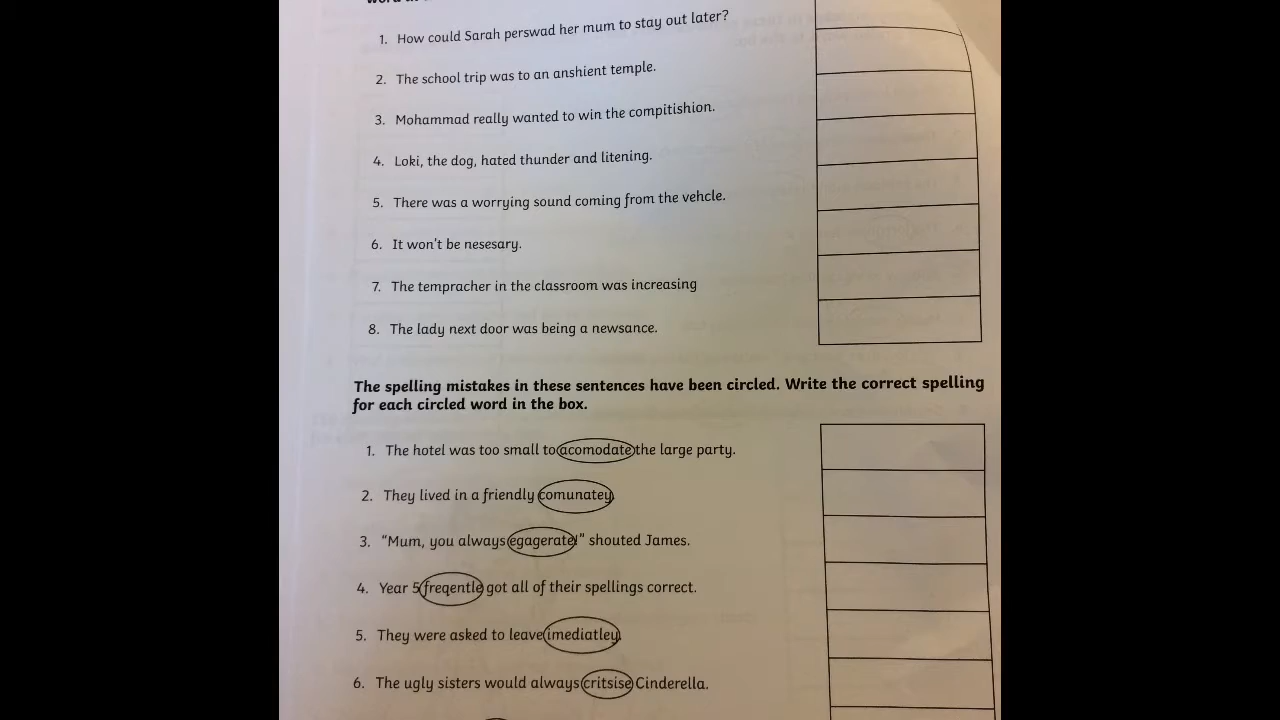 1. How could Sarah perswad her mum to stay out later?
2. The school trip was to an anshient temple.
3. Mohammad really wanted to win the compitishion.
4. Loki, the dog, hated thunder and litening.
5. There was a worrying sound coming from the vehcle.
6. It won't be nesesary.
7. The tempracher in the classroom was increasing
8. The lady next door was being a newsance.
The spelling mistakes in these sentences have been circled. Write the correct spelling
for each circled word in the box.
1. The hotel was too small to acomodate the large party.
2. They lived in a friendly comunatey.
3. “Mum, you always egagerate!” shouted James.
4. Year 5 freqentle got all of their spellings correct.
5. They were asked to leave imediatley.
6. The ugly sisters would always critsise Cinderella.